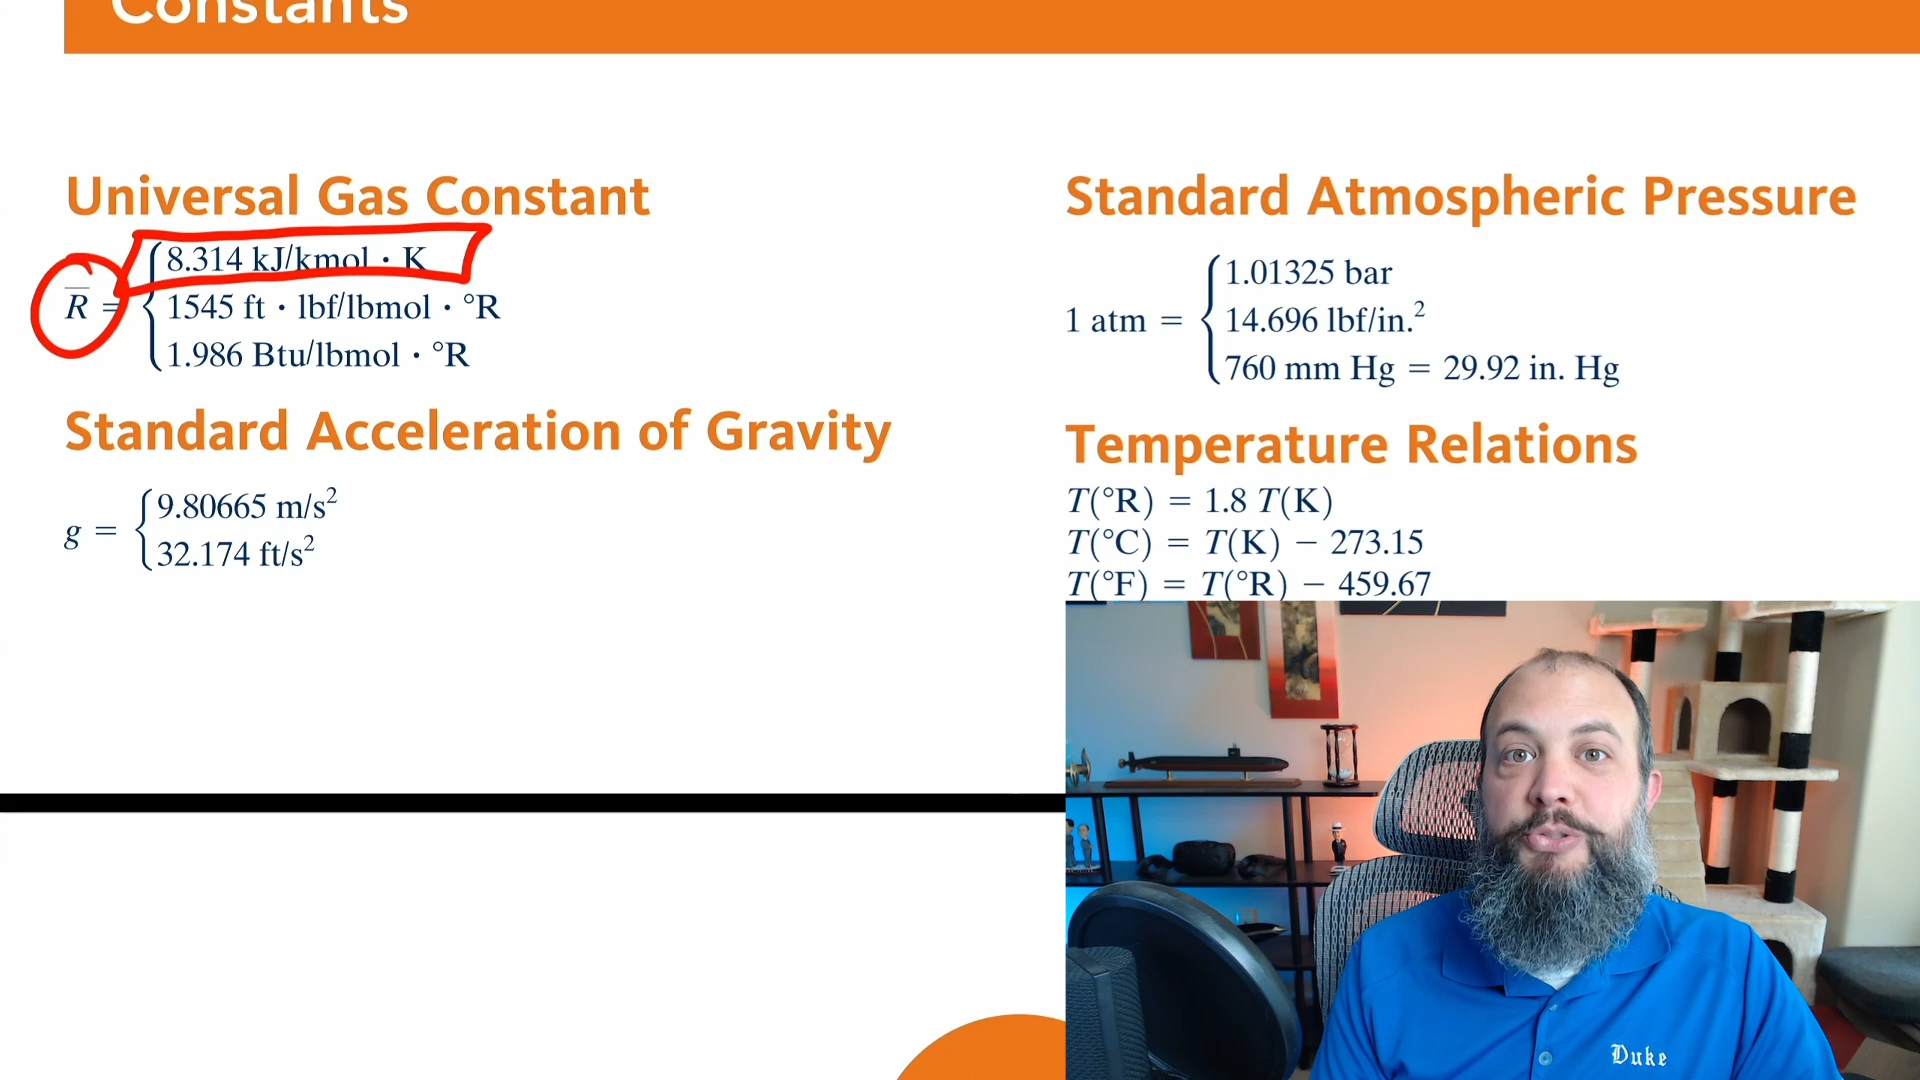 Constants
Universal Gas Constant
R̅ = { 8.314 kJ/kmol · K
1545 ft · lbf/lbmol · °R
1.986 Btu/lbmol · °R
Standard Acceleration of Gravity
g = { 9.80665 m/s²
32.174 ft/s²
Standard Atmospheric Pressure
1 atm = { 1.01325 bar
14.696 lbf/in.²
760 mm Hg = 29.92 in. Hg
Temperature Relations
T(°R) = 1.8 T(K)
T(°C) = T(K) − 273.15
T(°F) = T(°R) − 459.67
Duke